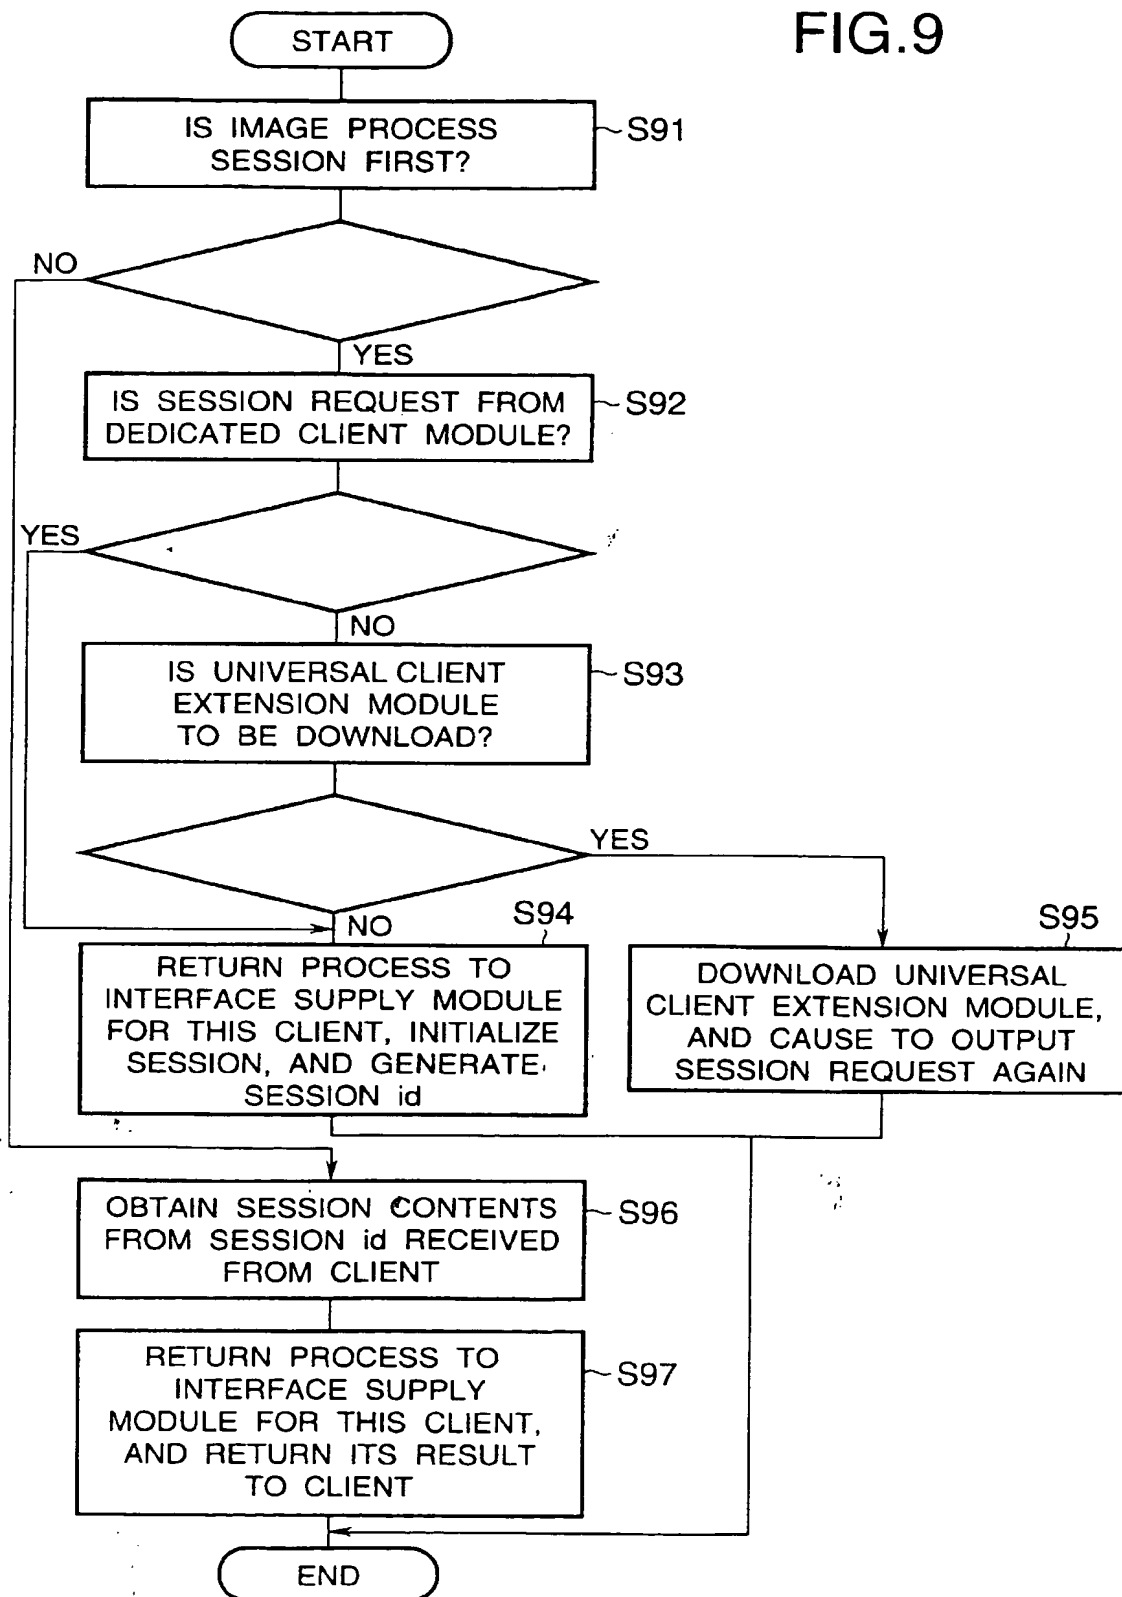 FIG.9
START
IS IMAGE PROCESS
SESSION FIRST?
S91
NO
YES
IS SESSION REQUEST FROM
DEDICATED CLIENT MODULE?
S92
YES
NO
IS UNIVERSAL CLIENT
EXTENSION MODULE
TO BE DOWNLOAD?
S93
YES
NO
S94
RETURN PROCESS TO
INTERFACE SUPPLY MODULE
FOR THIS CLIENT, INITIALIZE
SESSION, AND GENERATE
SESSION id
S95
DOWNLOAD UNIVERSAL
CLIENT EXTENSION MODULE,
AND CAUSE TO OUTPUT
SESSION REQUEST AGAIN
OBTAIN SESSION CONTENTS
FROM SESSION id RECEIVED
FROM CLIENT
S96
RETURN PROCESS TO
INTERFACE SUPPLY
MODULE FOR THIS CLIENT,
AND RETURN ITS RESULT
TO CLIENT
S97
END